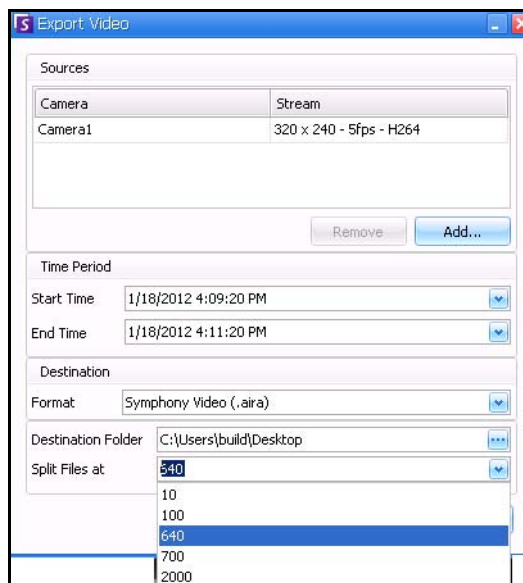 Export Video
Sources
Camera Stream
Camera1 320 x 240 - 5fps - H264
Remove Add...
Time Period
Start Time 1/18/2012 4:09:20 PM
End Time 1/18/2012 4:11:20 PM
Destination
Format Symphony Video (.aira)
Destination Folder C:\Users\build\Desktop
Split Files at 640
10
100
640
700
2000